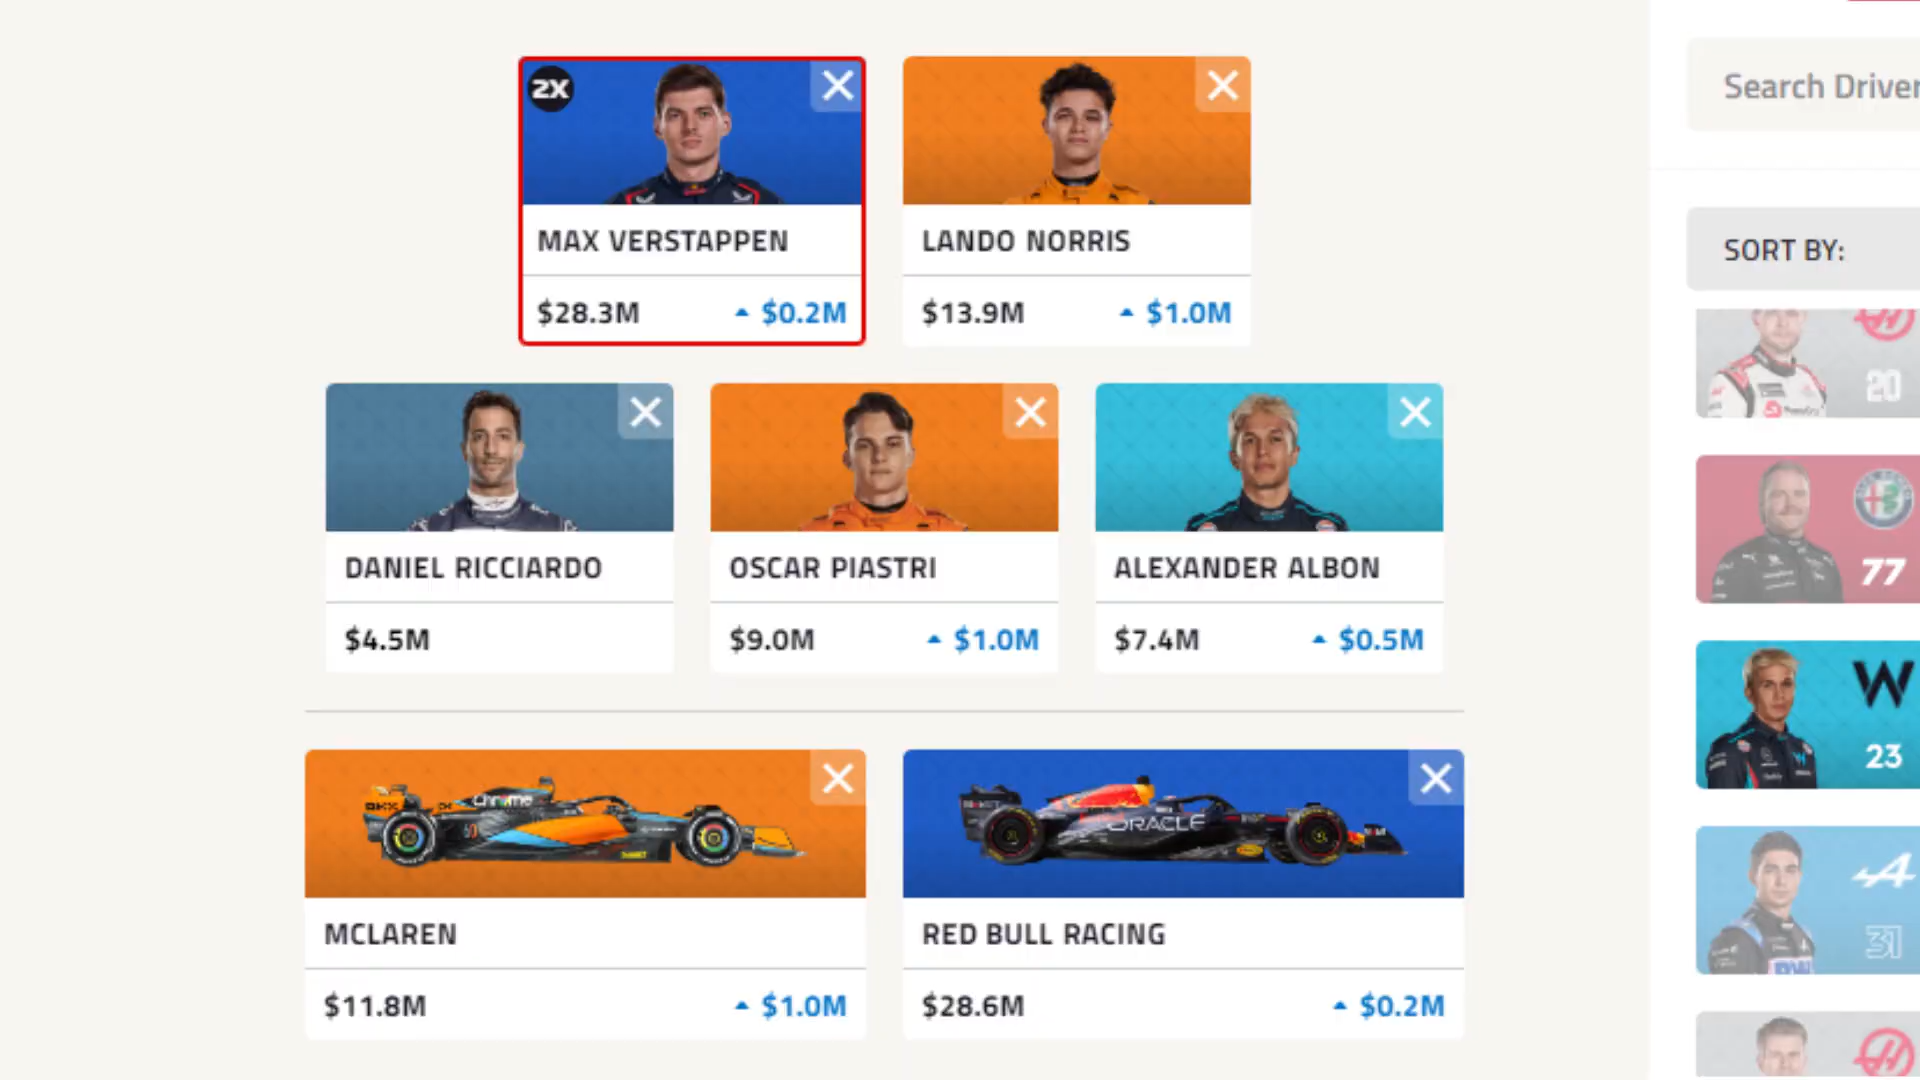 2X
MAX VERSTAPPEN
$28.3M $0.2M
LANDO NORRIS
$13.9M $1.0M
DANIEL RICCIARDO
$4.5M
OSCAR PIASTRI
$9.0M $1.0M
ALEXANDER ALBON
$7.4M $0.5M
Chrome
MCLAREN
$11.8M $1.0M
ORACLE
RED BULL RACING
$28.6M $0.2M
Search Driver
SORT BY:
20
77
23
31